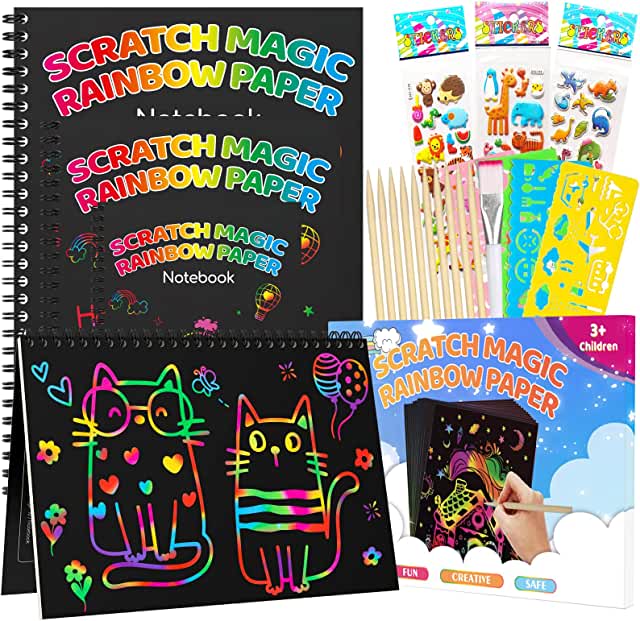 SCRATCH MAGIC
RAINBOW PAPER
Notebook
SCRATCH MAGIC
RAINBOW PAPER
SCRATCH MAGIC
RAINBOW PAPER
Notebook
STICKERS
STICKERS
STICKERS
3+
Children
SCRATCH MAGIC
RAINBOW PAPER
FUN
CREATIVE
SAFE